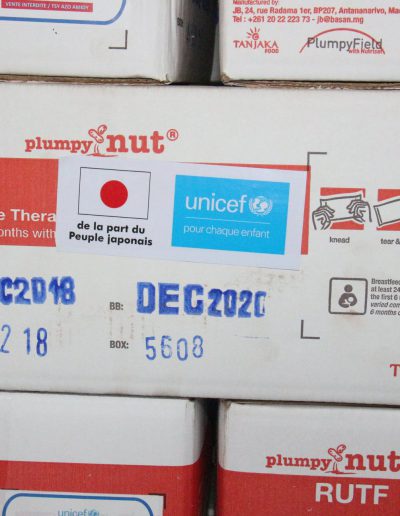 VENTE INTERDITE / TSY AZO AMIDY
Manufactured by:
JB, 24, rue Radama 1er, BP207, Antananarivo, Ma
Tel : +261 20 22 223 73 - jb@basan.mg
TANJAKA
FOOD
PlumpyField
with Nutriset
plumpy nut®
e Thera
onths with
de la part du
Peuple japonais
unicef
pour chaque enfant
knead
tear &
C2018
BB: DEC2020
2 18
BOX: 5608
Breastfee
at least 24
the first 6
varied com
6 months o
T
unicef
plumpy nut
RUTF